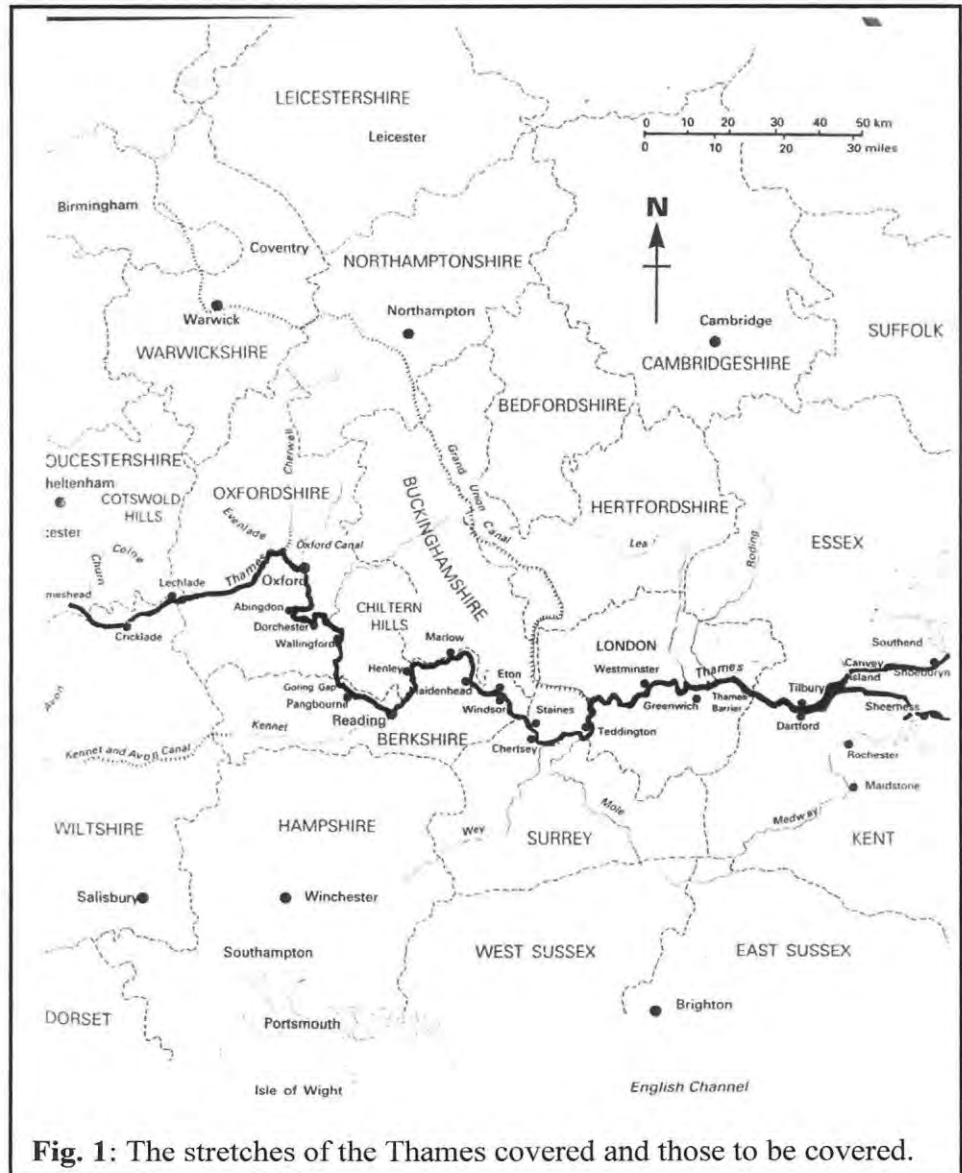 LEICESTERSHIRE
Leicester
0 10 20 30 40 50 km
0 10 20 30 miles
Birmingham
Coventry
N
NORTHAMPTONSHIRE
Warwick
Northampton
Cambridge
SUFFOLK
WARWICKSHIRE
CAMBRIDGESHIRE
BEDFORDSHIRE
OUCESTERSHIRE
heltenham
COTSWOLD
HILLS
cester
OXFORDSHIRE
Cherwell
Evenlade
BUCKINGHAMSHIRE
Grand
Union
Canal
HERTFORDSHIRE
Lea
Roding
ESSEX
Churn
Colne
Lechlade
Thames
Oxford Canal
Oxford
meshead
Cricklade
Abingdon
Dorchester
Wallingford
CHILTERN
HILLS
Marlow
Henley
Eton
LONDON
Westminster
Thames
Southend
Canvey
Island
Shoeburyn
Goring Gap
Pangbourne
Reading
aidenhead
Windsor
Staines
Greenwich
Thames
Barrier
Tilbury
Sheerness
Dartford
Avon
Kennet
BERKSHIRE
Chertsey
Teddington
Rochester
Kennet and Avon Canal
Maidstone
WILTSHIRE
HAMPSHIRE
Wey
Mole
SURREY
Medway
KENT
Salisbury
Winchester
Southampton
WEST SUSSEX
EAST SUSSEX
DORSET
Portsmouth
Brighton
Isle of Wight
English Channel
Fig. 1: The stretches of the Thames covered and those to be covered.